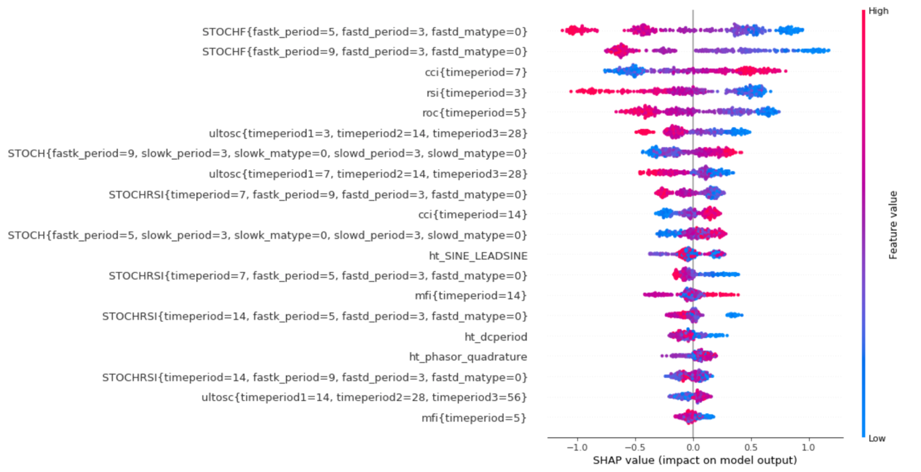 High
STOCHF{fastk_period=5, fastd_period=3, fastd_matype=0}
STOCHF{fastk_period=9, fastd_period=3, fastd_matype=0}
cci{timeperiod=7}
rsi{timeperiod=3}
roc{timeperiod=5}
ultosc{timeperiod1=3, timeperiod2=14, timeperiod3=28}
STOCH{fastk_period=9, slowk_period=3, slowk_matype=0, slowd_period=3, slowd_matype=0}
ultosc{timeperiod1=7, timeperiod2=14, timeperiod3=28}
STOCHRSI{timeperiod=7, fastk_period=9, fastd_period=3, fastd_matype=0}
cci{timeperiod=14}
STOCH{fastk_period=5, slowk_period=3, slowk_matype=0, slowd_period=3, slowd_matype=0}
ht_SINE_LEADSINE
STOCHRSI{timeperiod=7, fastk_period=5, fastd_period=3, fastd_matype=0}
mfi{timeperiod=14}
STOCHRSI{timeperiod=14, fastk_period=5, fastd_period=3, fastd_matype=0}
ht_dcperiod
ht_phasor_quadrature
STOCHRSI{timeperiod=14, fastk_period=9, fastd_period=3, fastd_matype=0}
ultosc{timeperiod1=14, timeperiod2=28, timeperiod3=56}
mfi{timeperiod=5}
Feature value
Low
−1.0 −0.5 0.0 0.5 1.0
SHAP value (impact on model output)